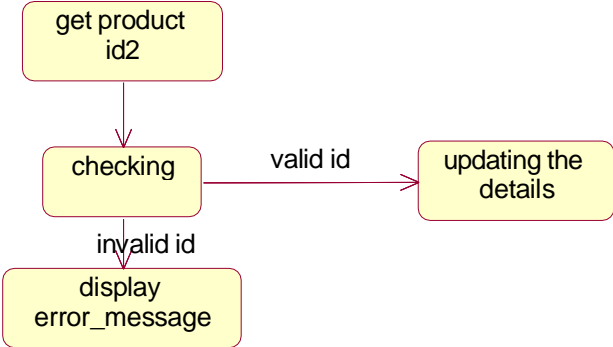 get product
id2
checking
valid id
updating the
details
invalid id
display
error_message